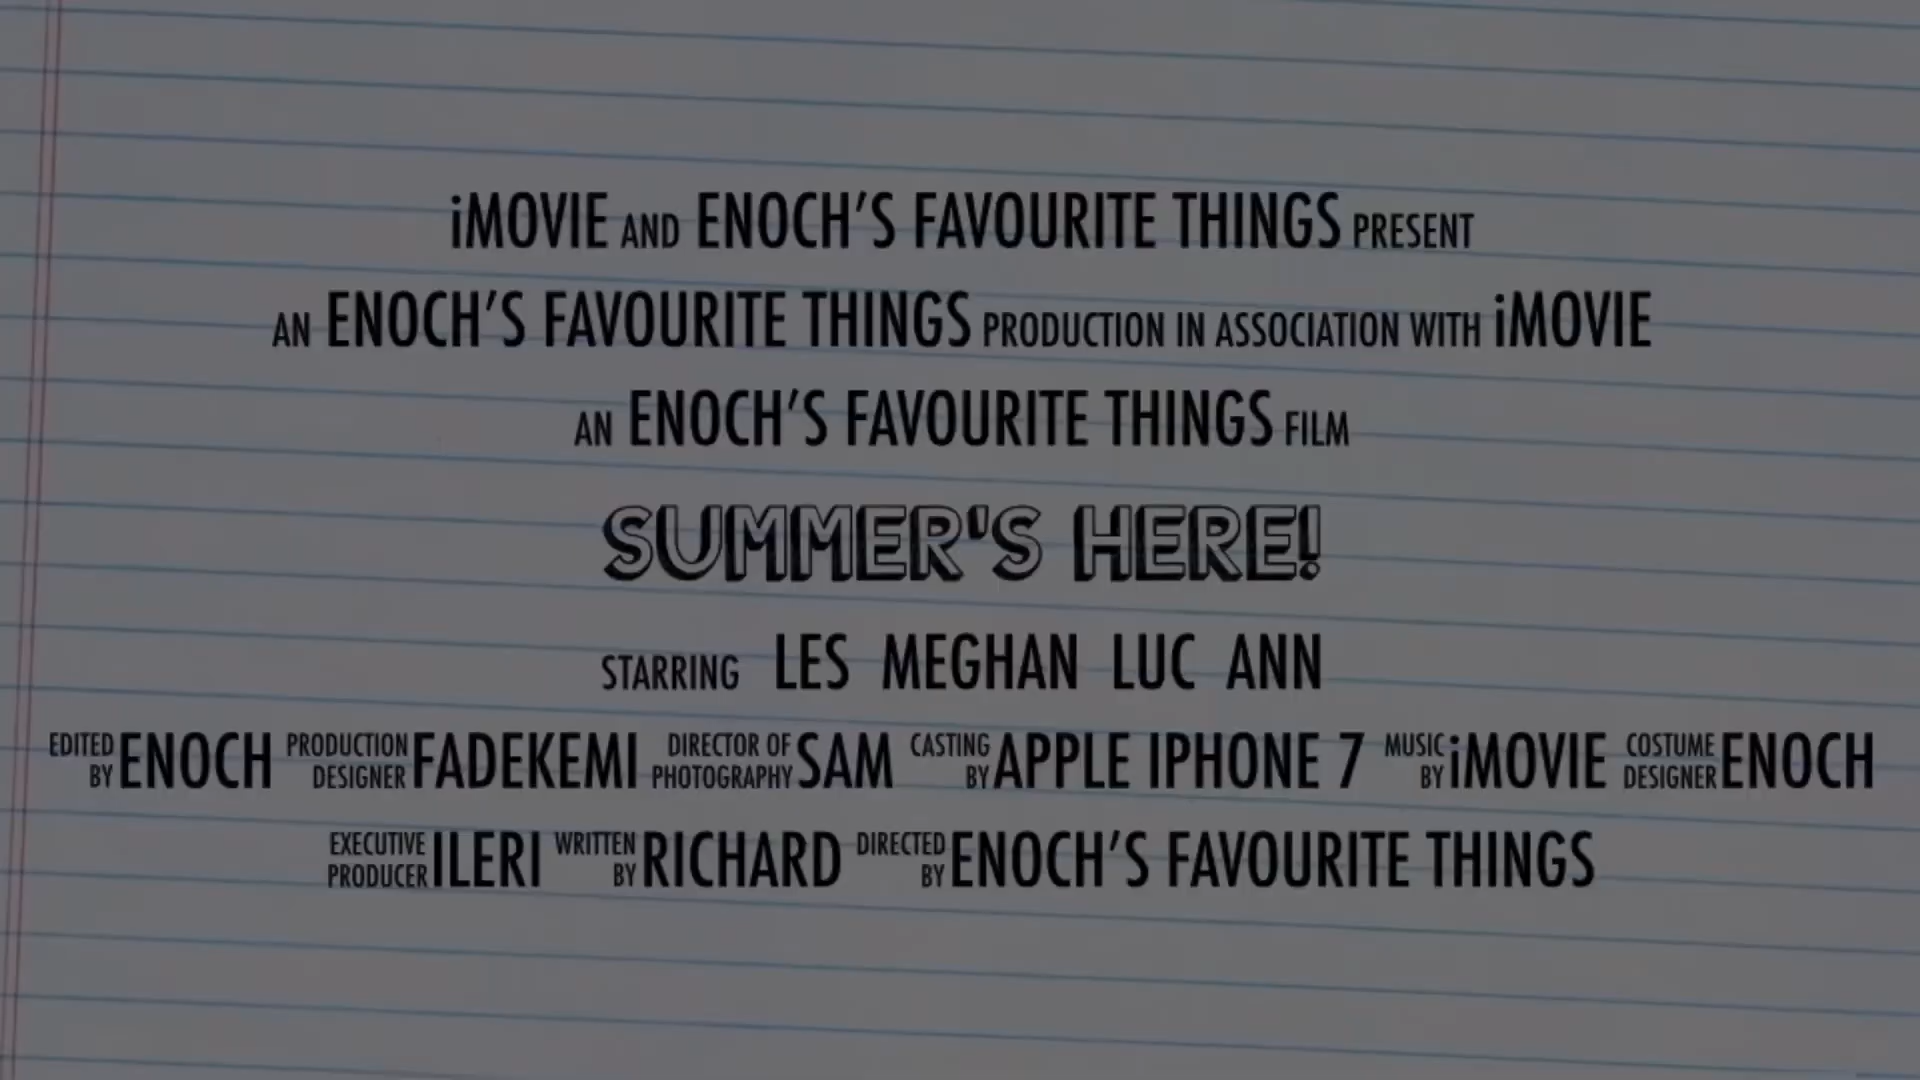 iMOVIE AND ENOCH'S FAVOURITE THINGS PRESENT
AN ENOCH'S FAVOURITE THINGS PRODUCTION IN ASSOCIATION WITH iMOVIE
AN ENOCH'S FAVOURITE THINGS FILM
SUMMER'S HERE!
STARRING LES MEGHAN LUC ANN
EDITED BY ENOCH PRODUCTION DESIGNER FADEKEMI DIRECTOR OF PHOTOGRAPHY SAM CASTING BY APPLE IPHONE 7 MUSIC BY iMOVIE COSTUME DESIGNER ENOCH
EXECUTIVE PRODUCER ILERI WRITTEN BY RICHARD DIRECTED BY ENOCH'S FAVOURITE THINGS